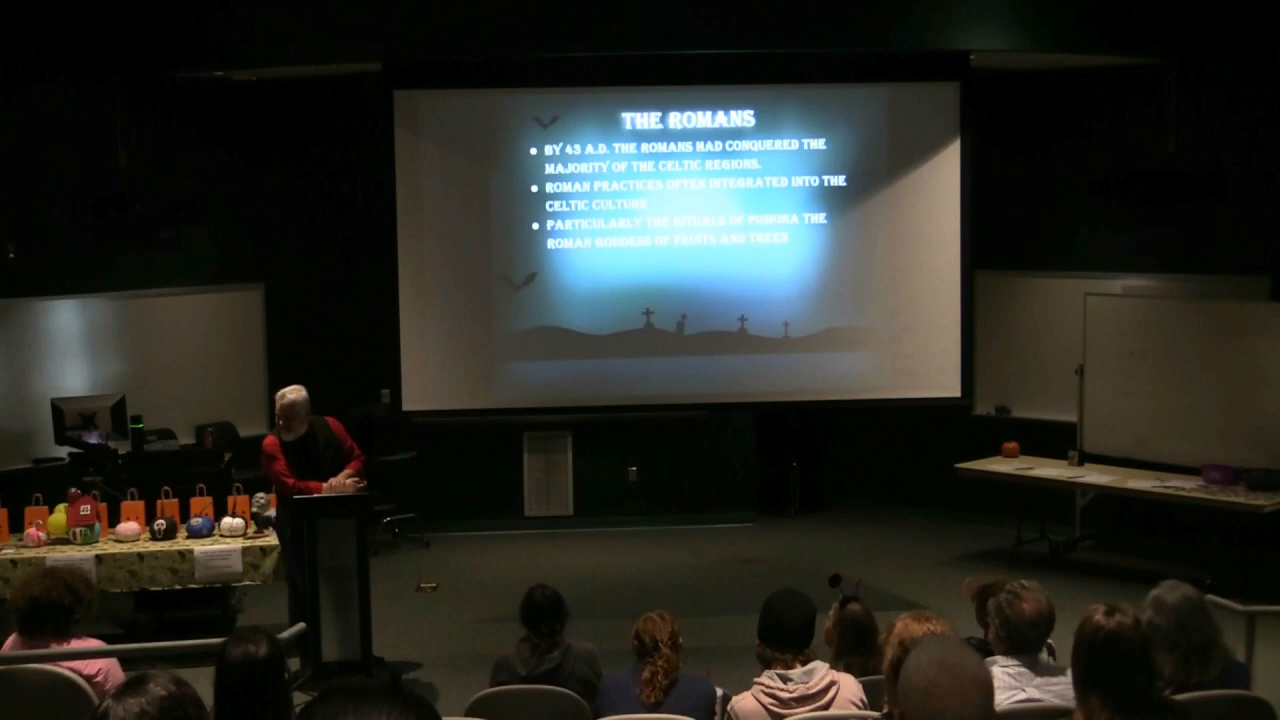 THE ROMANS
BY 43 A.D. THE ROMANS HAD CONQUERED THE
MAJORITY OF THE CELTIC REGIONS.
ROMAN PRACTICES OFTEN INTEGRATED INTO THE
CELTIC CULTURE
PARTICULARLY THE RITUALS OF POMONA THE
ROMAN GODDESS OF FRUITS AND TREES